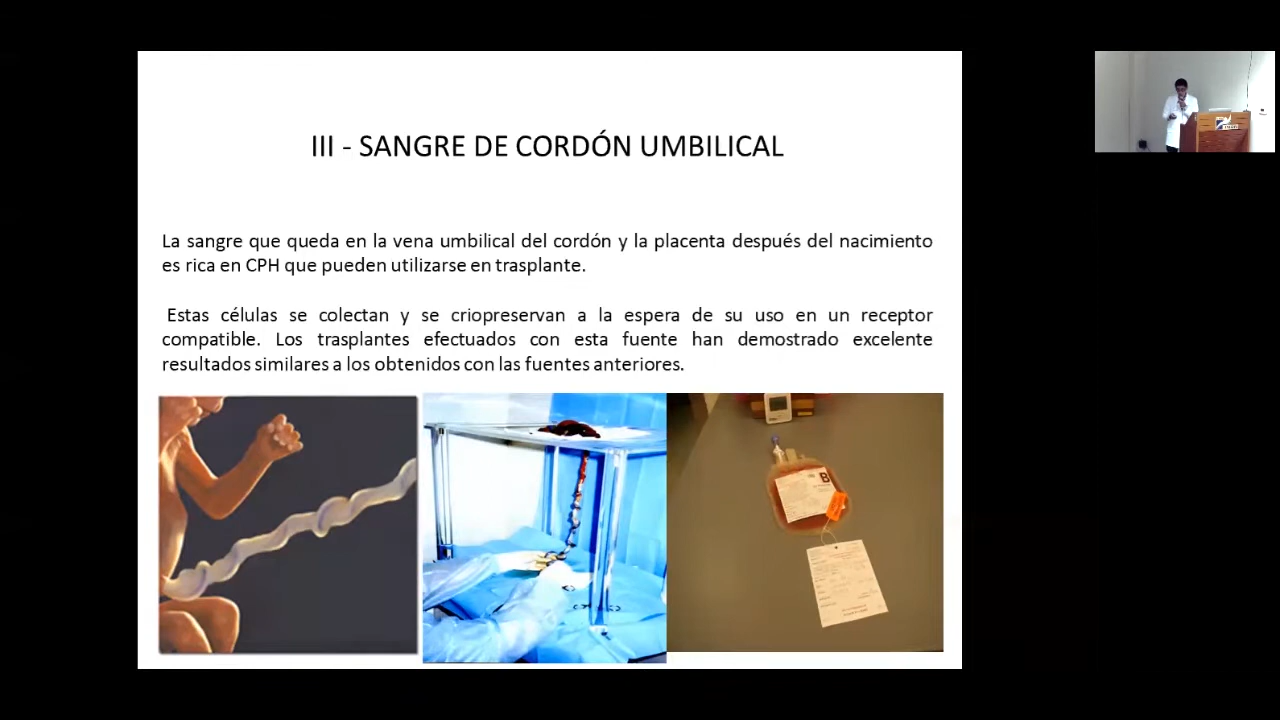 III - SANGRE DE CORDÓN UMBILICAL
La sangre que queda en la vena umbilical del cordón y la placenta después del nacimiento
es rica en CPH que pueden utilizarse en trasplante.
Estas células se colectan y se criopreservan a la espera de su uso en un receptor
compatible. Los trasplantes efectuados con esta fuente han demostrado excelente
resultados similares a los obtenidos con las fuentes anteriores.
B